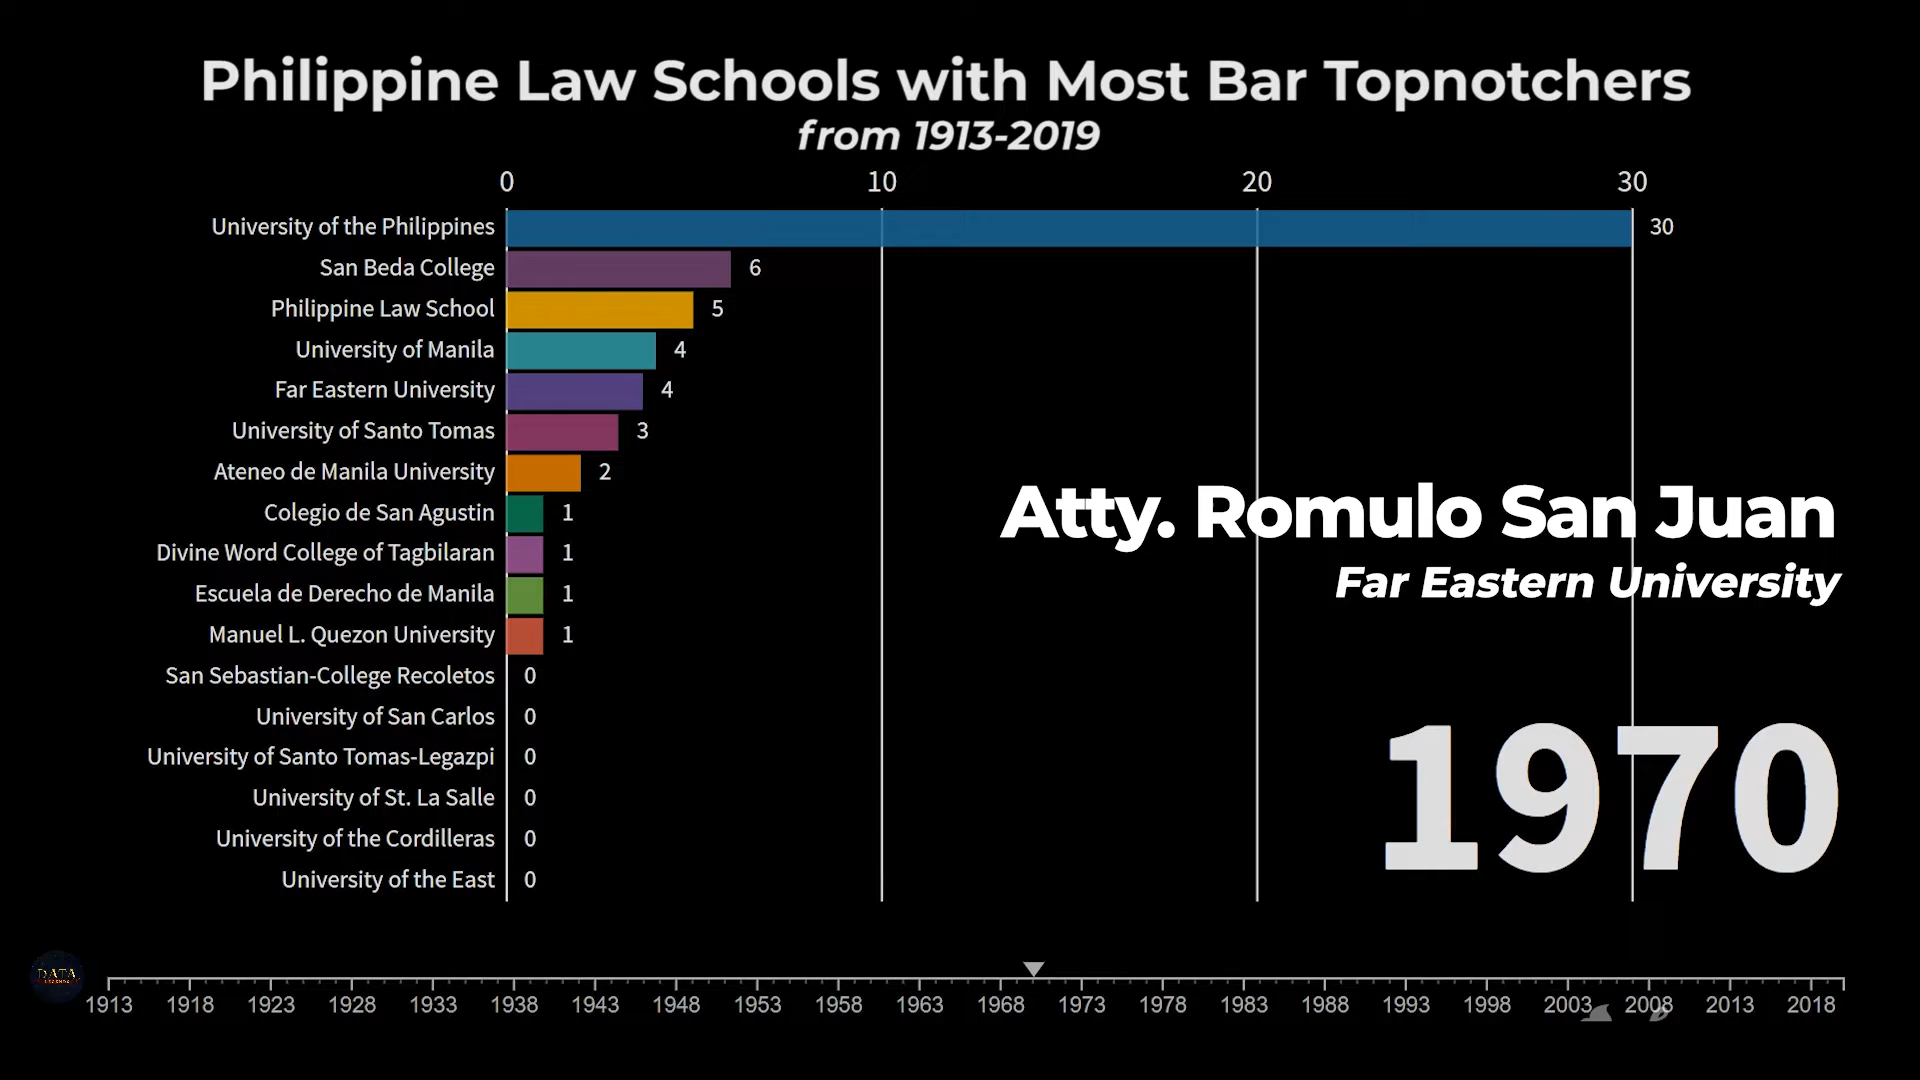 Philippine Law Schools with Most Bar Topnotchers
from 1913-2019
0 10 20 30
University of the Philippines 30
San Beda College 6
Philippine Law School 5
University of Manila 4
Far Eastern University 4
University of Santo Tomas 3
Ateneo de Manila University 2
Colegio de San Agustin 1
Divine Word College of Tagbilaran 1
Escuela de Derecho de Manila 1
Manuel L. Quezon University 1
San Sebastian-College Recoletos 0
University of San Carlos 0
University of Santo Tomas-Legazpi 0
University of St. La Salle 0
University of the Cordilleras 0
University of the East 0
Atty. Romulo San Juan
Far Eastern University
1970
DATA
1913 1918 1923 1928 1933 1938 1943 1948 1953 1958 1963 1968 1973 1978 1983 1988 1993 1998 2003 2008 2013 2018